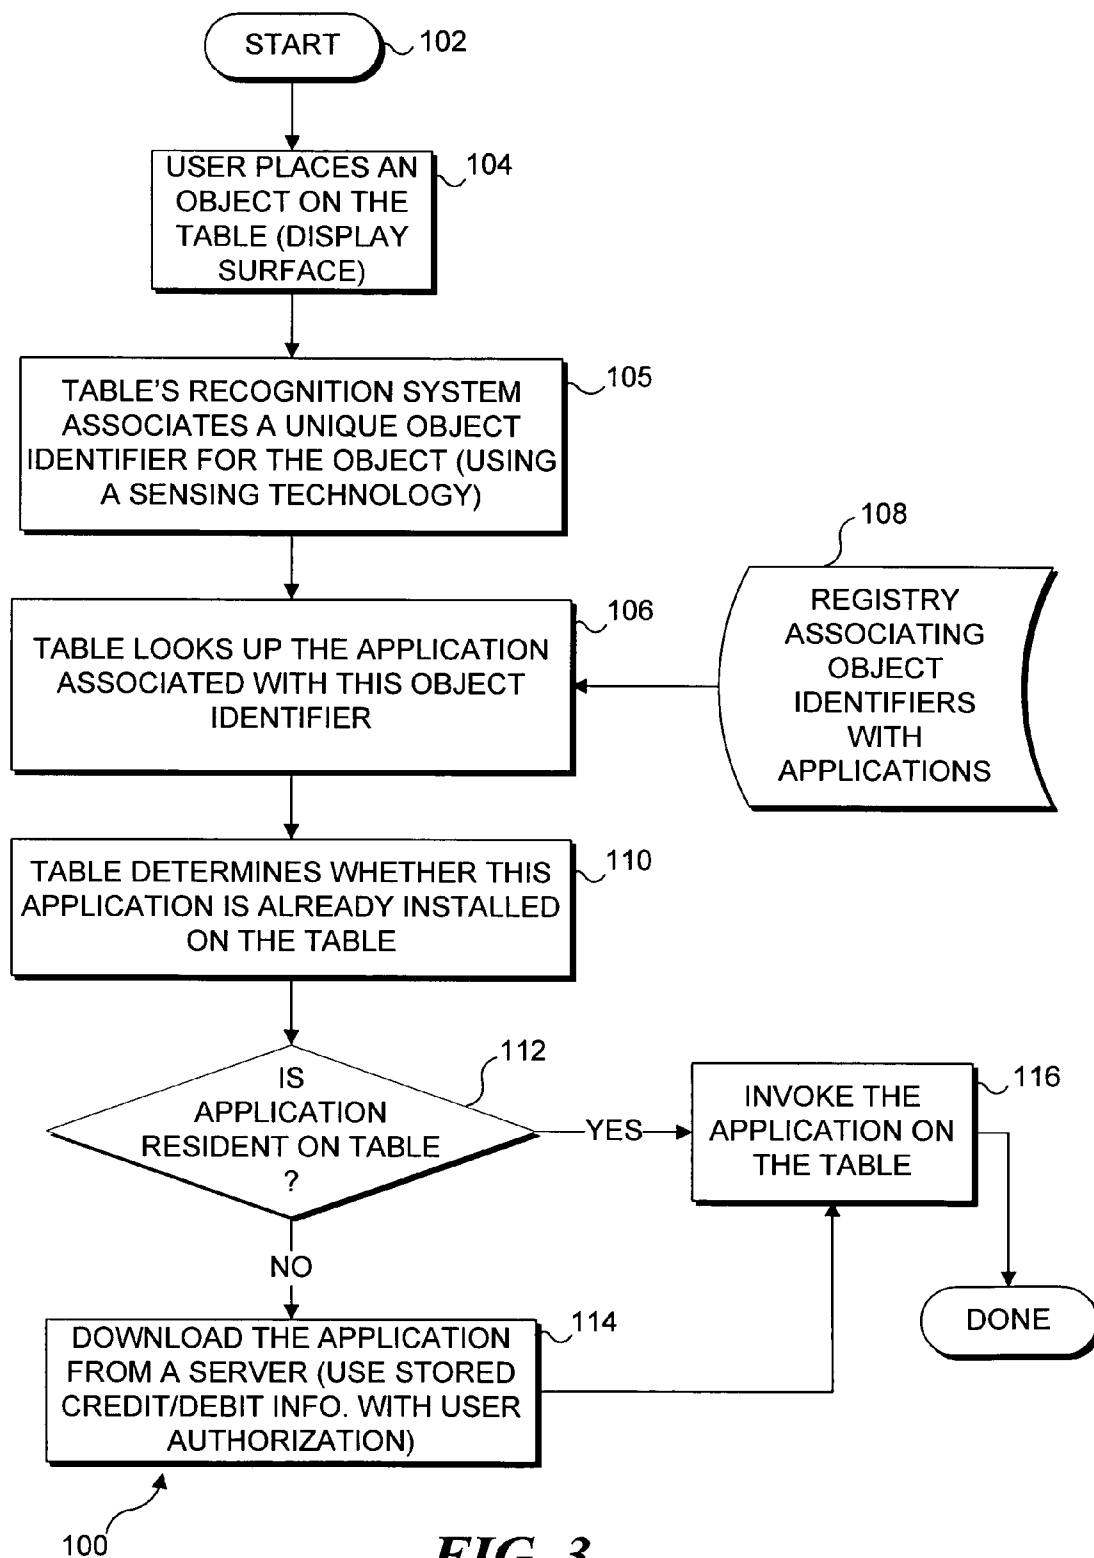 START
102
USER PLACES AN
OBJECT ON THE
TABLE (DISPLAY
SURFACE)
104
TABLE'S RECOGNITION SYSTEM
ASSOCIATES A UNIQUE OBJECT
IDENTIFIER FOR THE OBJECT (USING
A SENSING TECHNOLOGY)
105
TABLE LOOKS UP THE APPLICATION
ASSOCIATED WITH THIS OBJECT
IDENTIFIER
106
108
REGISTRY
ASSOCIATING
OBJECT
IDENTIFIERS
WITH
APPLICATIONS
TABLE DETERMINES WHETHER THIS
APPLICATION IS ALREADY INSTALLED
ON THE TABLE
110
IS
APPLICATION
RESIDENT ON TABLE
?
112
YES
INVOKE THE
APPLICATION ON
THE TABLE
116
NO
DOWNLOAD THE APPLICATION
FROM A SERVER (USE STORED
CREDIT/DEBIT INFO. WITH USER
AUTHORIZATION)
114
DONE
100
FIG. 3